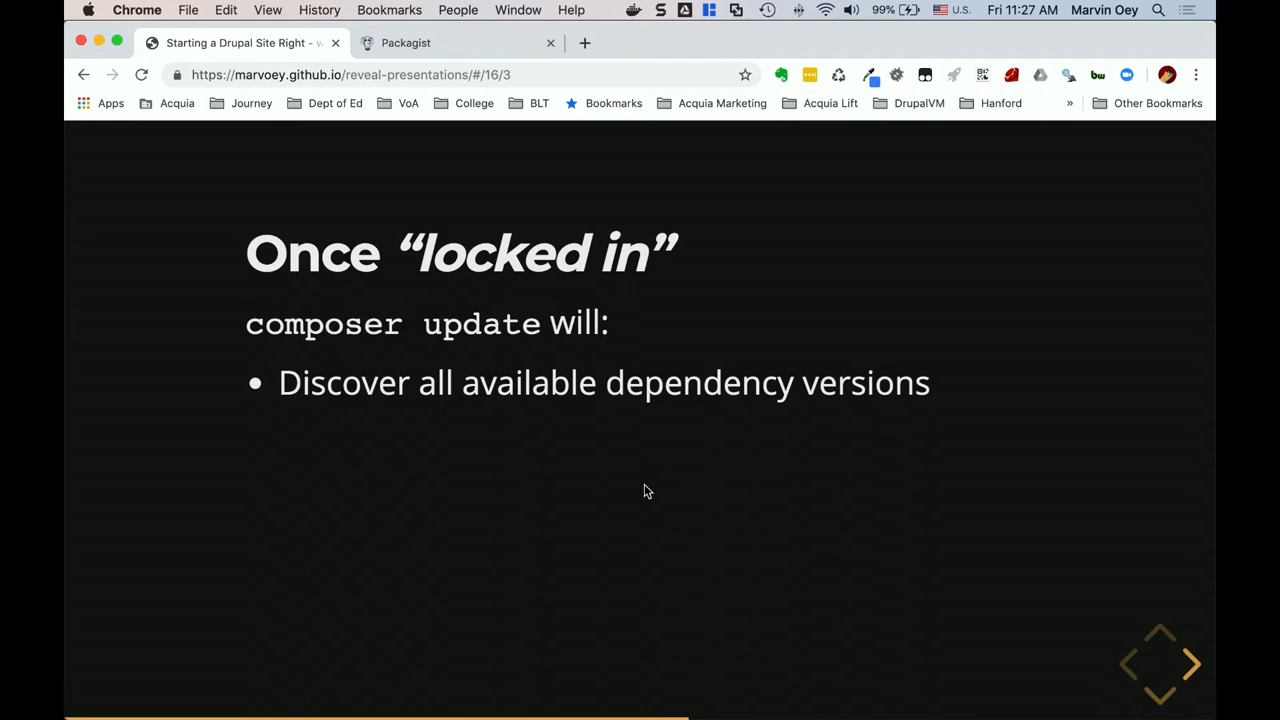 Chrome File Edit View History Bookmarks People Window Help 99% U.S. Fri 11:27 AM Marvin Oey
Starting a Drupal Site Right - Packagist
https://marvoey.github.io/reveal-presentations/#/16/3
Apps Acquia Journey Dept of Ed VoA College BLT Bookmarks Acquia Marketing Acquia Lift DrupalVM Hanford » Other Bookmarks
Once “locked in”
composer update will:
• Discover all available dependency versions